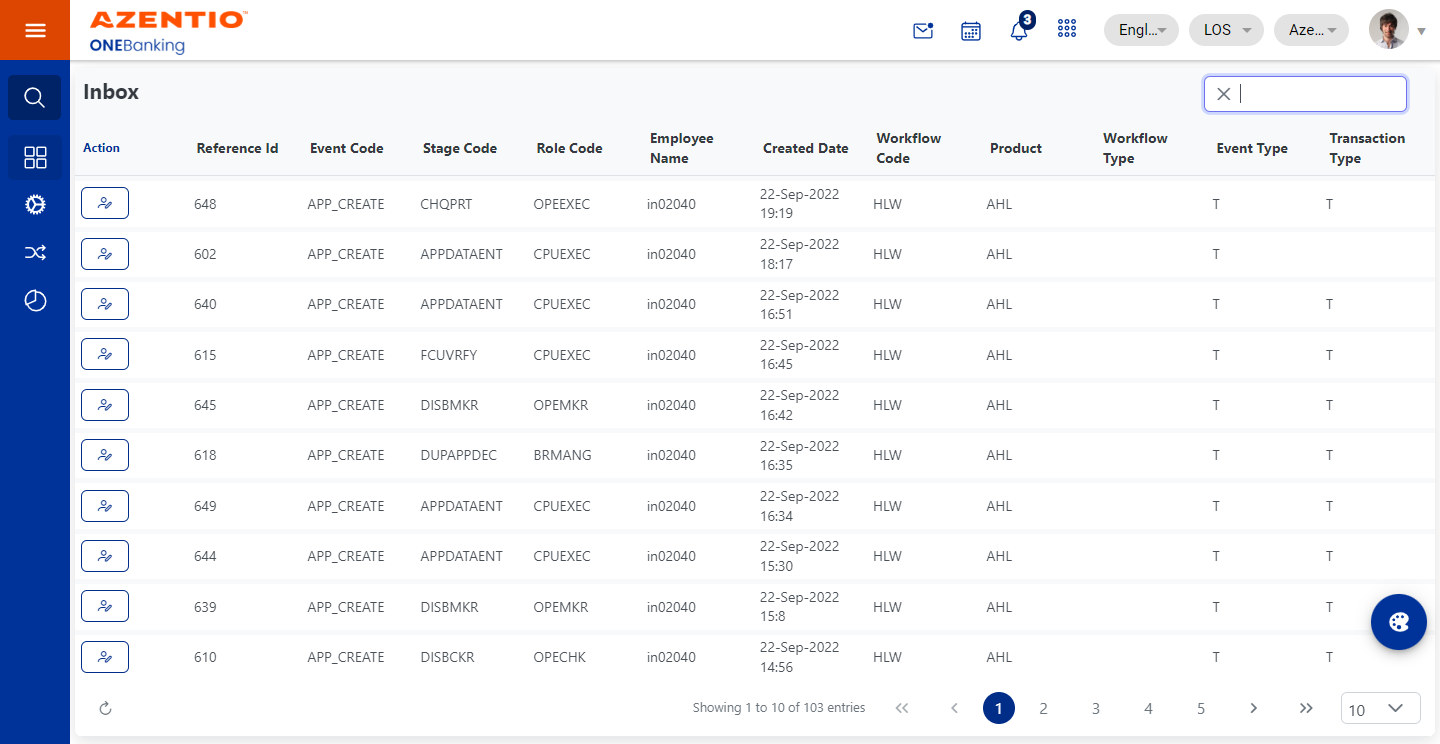 AZENTIO™
ONEBanking
3
Engl...
LOS
Aze...
Inbox
Action Reference Id Event Code Stage Code Role Code Employee Name Created Date Workflow Code Product Workflow Type Event Type Transaction Type
648 APP_CREATE CHQPRT OPEEXEC in02040 22-Sep-2022 19:19 HLW AHL T T
602 APP_CREATE APPDATAENT CPUEXEC in02040 22-Sep-2022 18:17 HLW AHL T
640 APP_CREATE APPDATAENT CPUEXEC in02040 22-Sep-2022 16:51 HLW AHL T T
615 APP_CREATE FCUVRFY CPUEXEC in02040 22-Sep-2022 16:45 HLW AHL T T
645 APP_CREATE DISBMKR OPEMKR in02040 22-Sep-2022 16:42 HLW AHL T T
618 APP_CREATE DUPAPPDEC BRMANG in02040 22-Sep-2022 16:35 HLW AHL T T
649 APP_CREATE APPDATAENT CPUEXEC in02040 22-Sep-2022 16:34 HLW AHL T T
644 APP_CREATE APPDATAENT CPUEXEC in02040 22-Sep-2022 15:30 HLW AHL T T
639 APP_CREATE DISBMKR OPEMKR in02040 22-Sep-2022 15:8 HLW AHL T T
610 APP_CREATE DISBCKR OPECHK in02040 22-Sep-2022 14:56 HLW AHL T T
Showing 1 to 10 of 103 entries 1 2 3 4 5 10